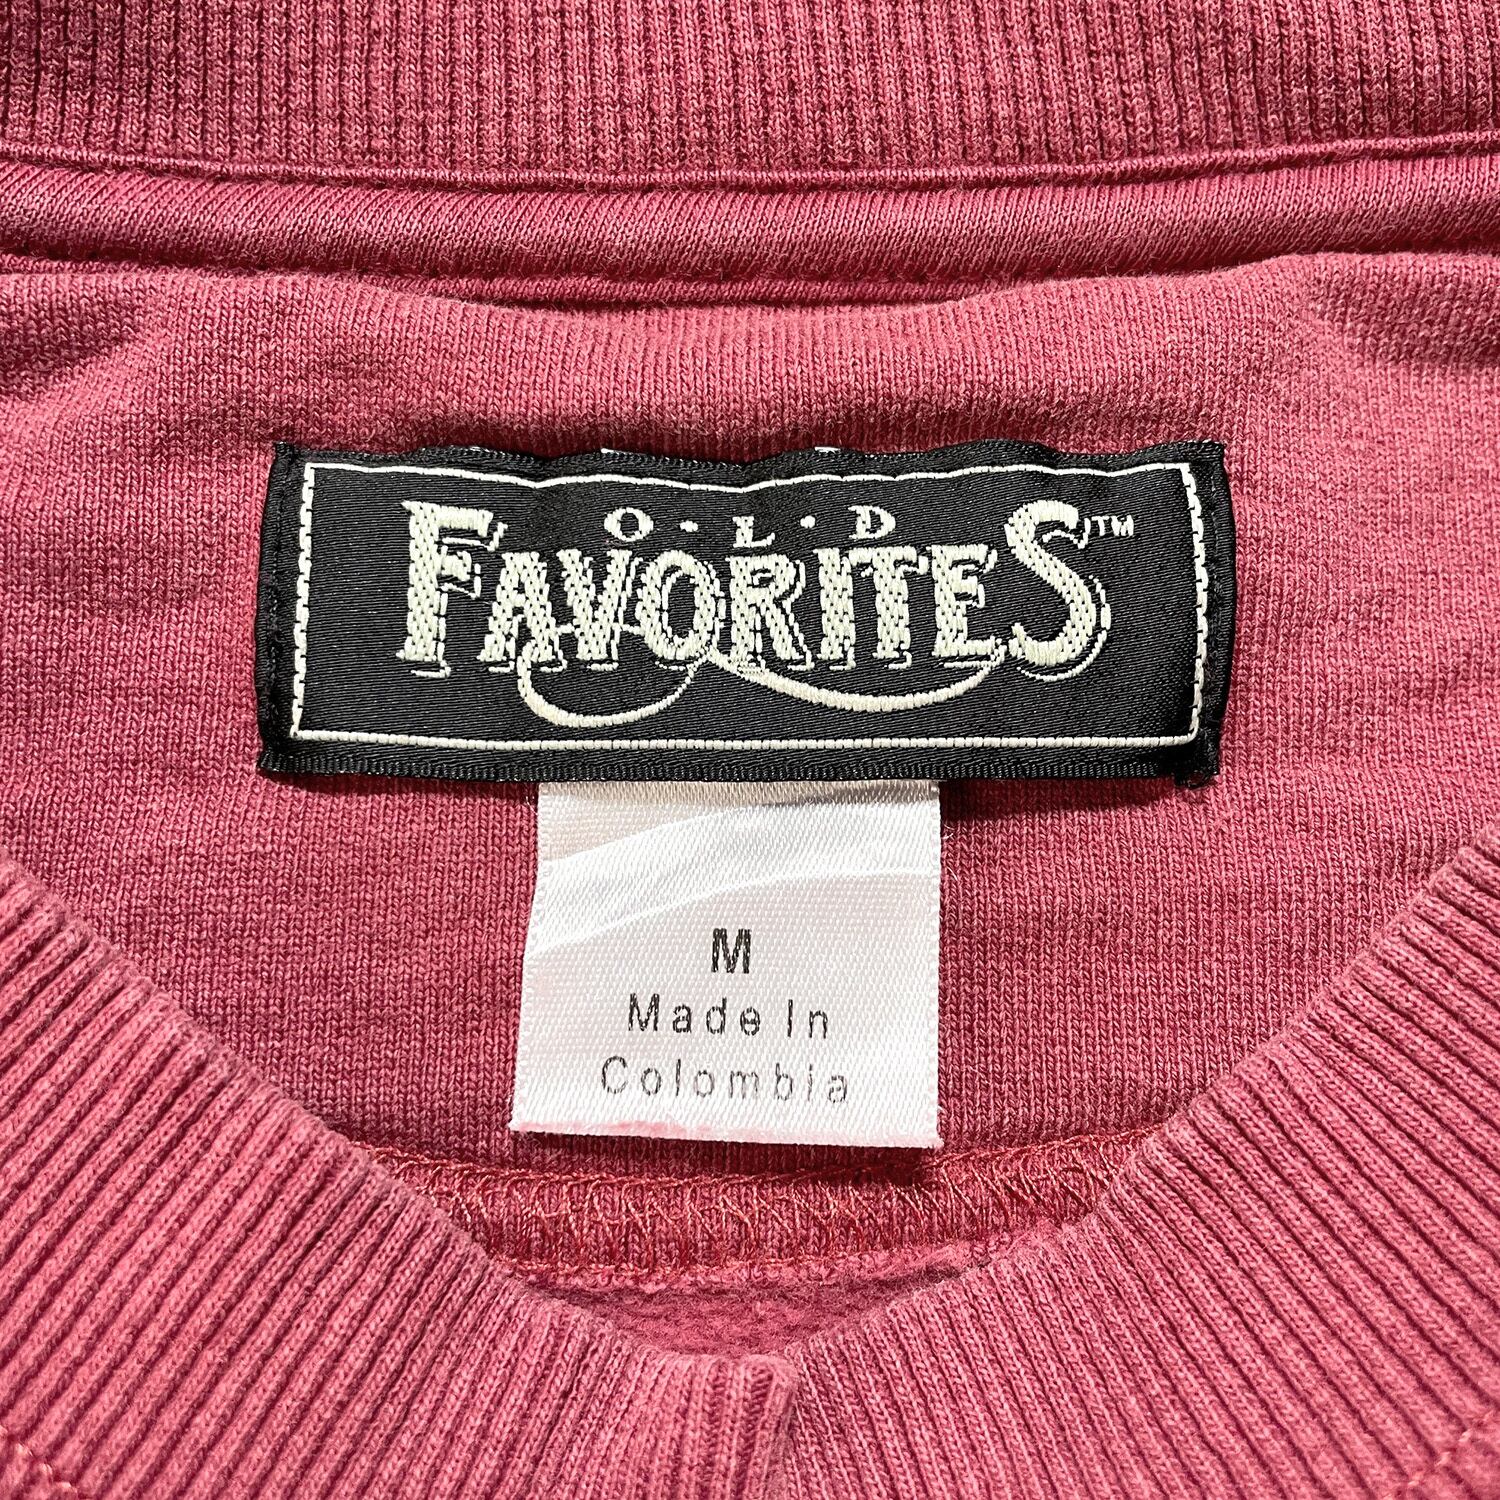 O·L·D
FAVORITES™
M
Made In
Colombia